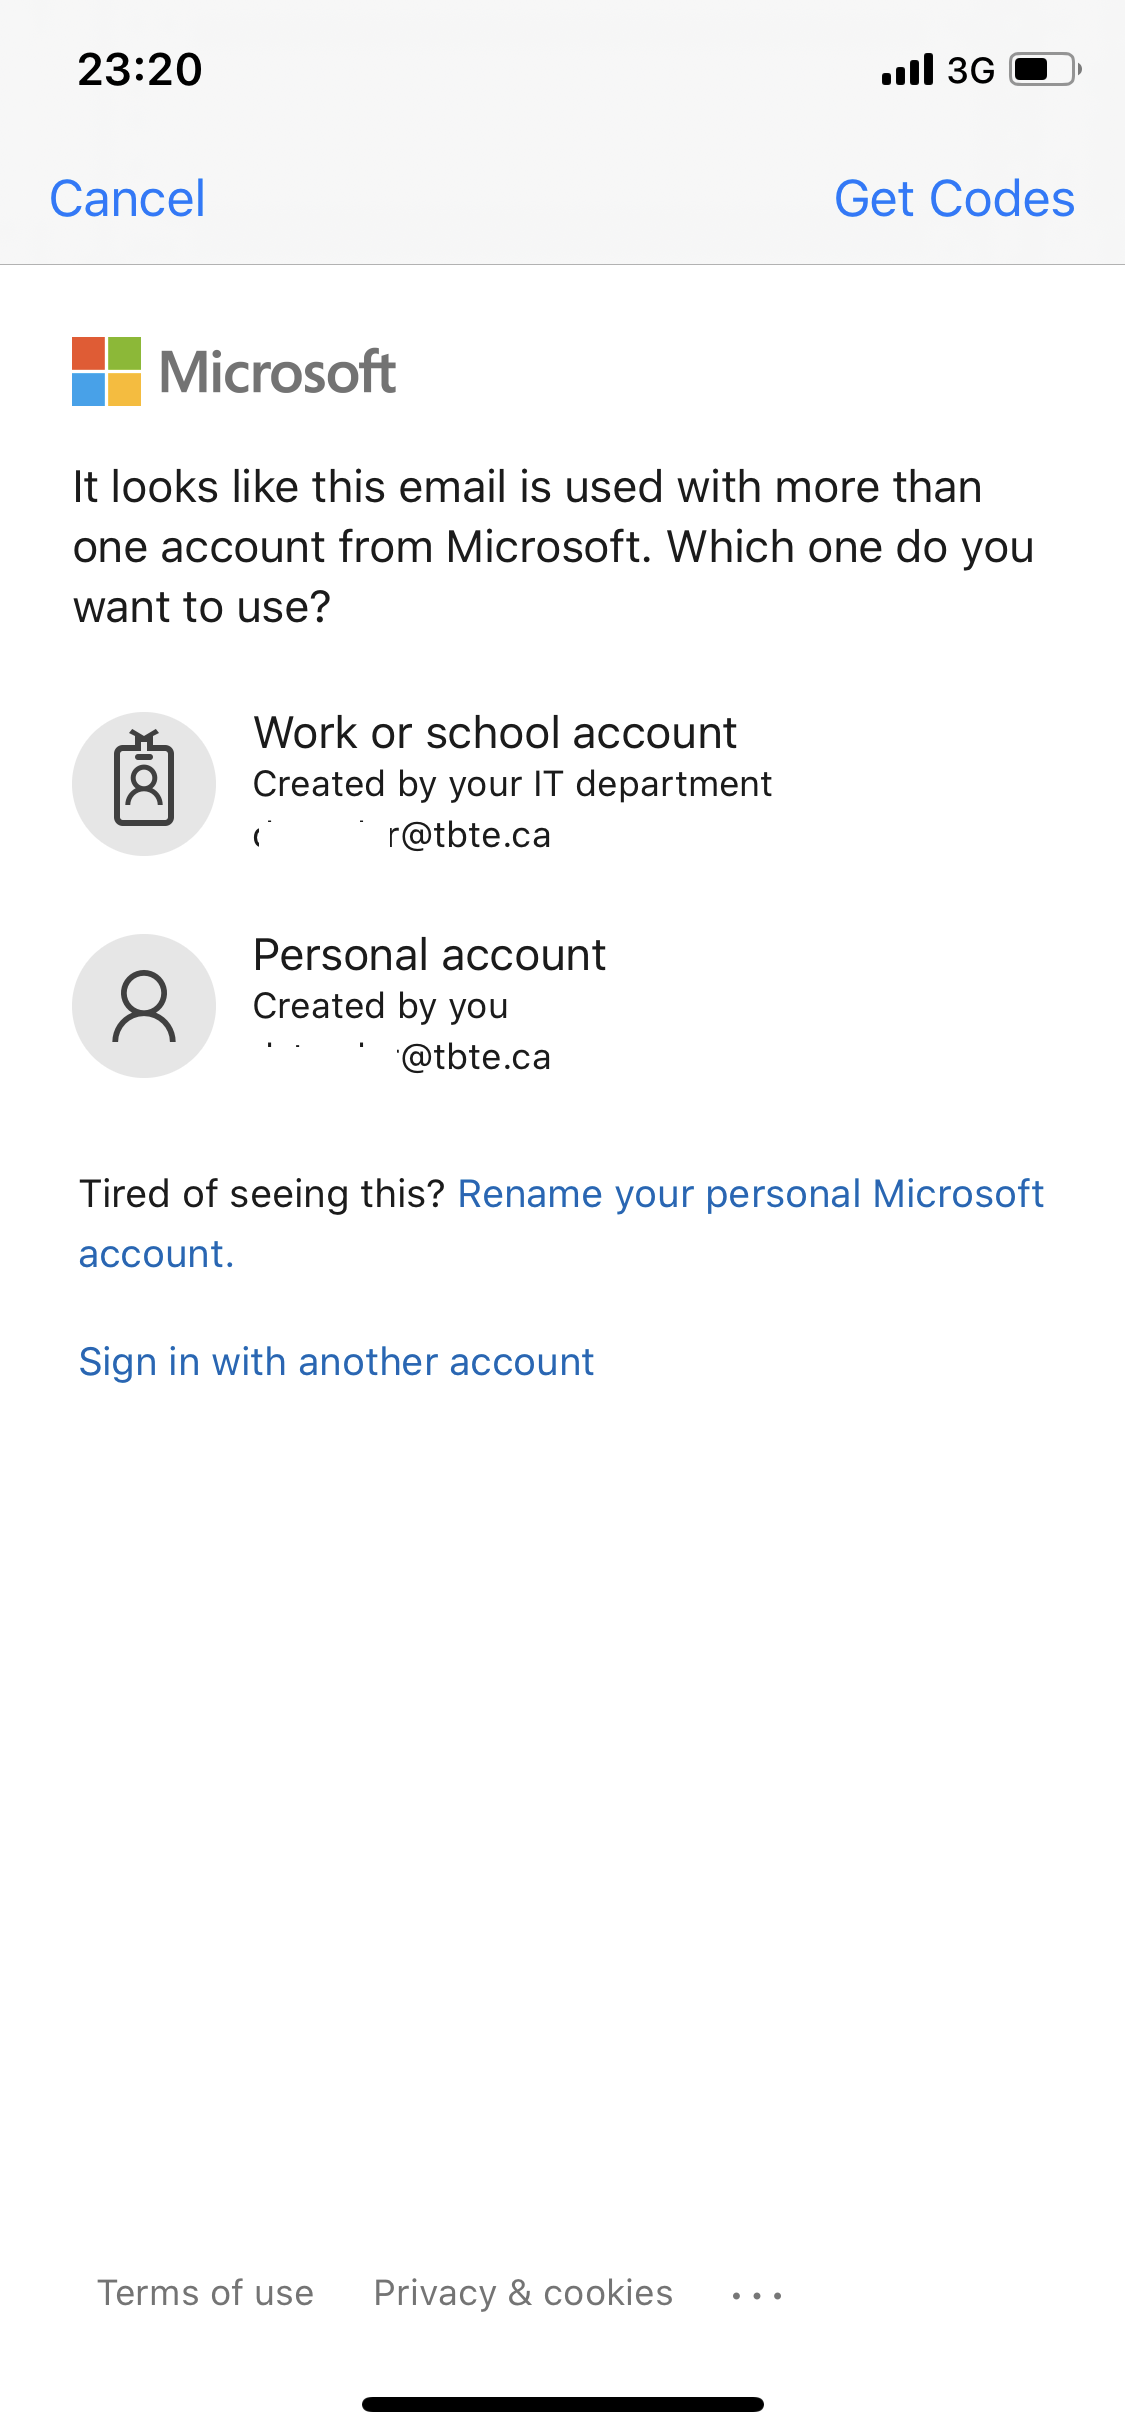 23:20
3G
Cancel
Get Codes
Microsoft
It looks like this email is used with more than
one account from Microsoft. Which one do you
want to use?
Work or school account
Created by your IT department
r@tbte.ca
Personal account
Created by you
@tbte.ca
Tired of seeing this? Rename your personal Microsoft
account.
Sign in with another account
Terms of use
Privacy & cookies
...